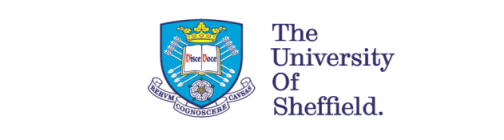 Disce Doce
RERVM COGNOSCERE CAVSAS
The
University
Of
Sheffield.